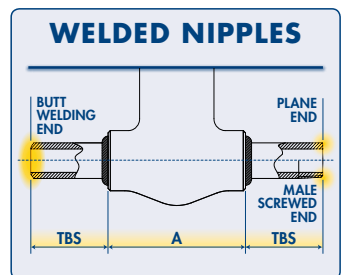 WELDED NIPPLES
BUTT
WELDING
END
PLANE
END
MALE
SCREWED
END
TBS
A
TBS